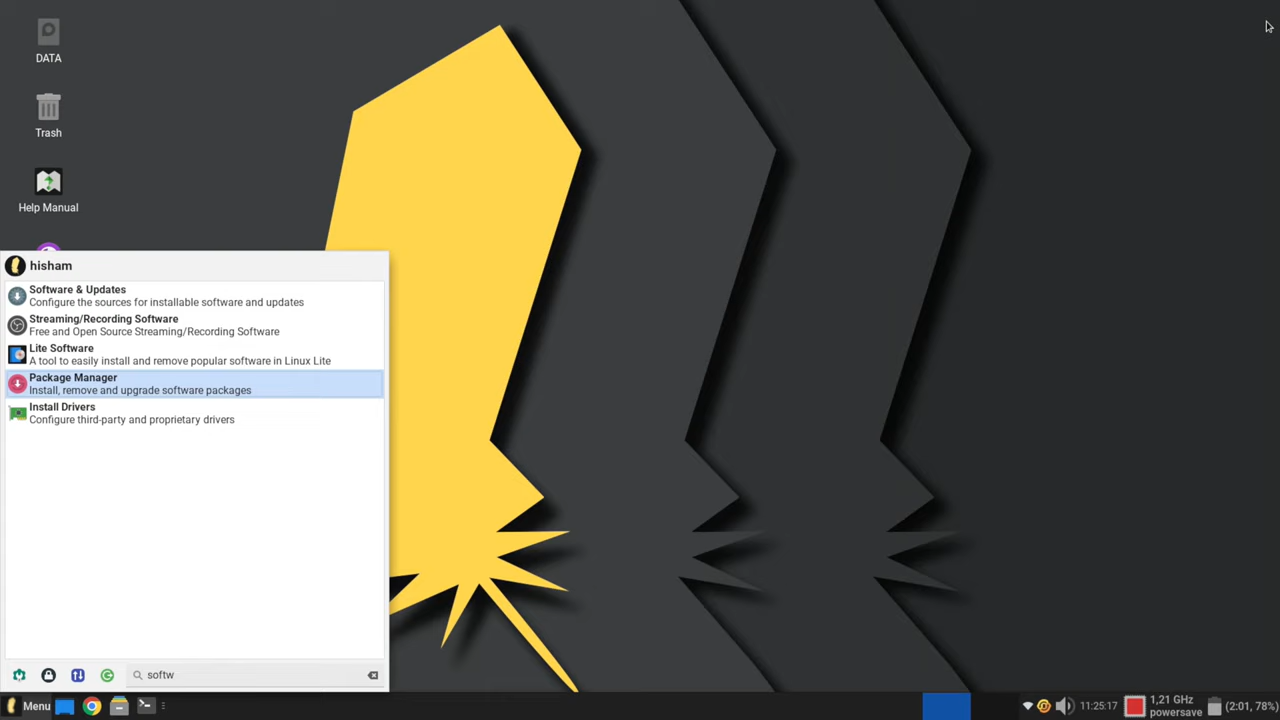 DATA
Trash
Help Manual
hisham
Software & Updates
Configure the sources for installable software and updates
Streaming/Recording Software
Free and Open Source Streaming/Recording Software
Lite Software
A tool to easily install and remove popular software in Linux Lite
Package Manager
Install, remove and upgrade software packages
Install Drivers
Configure third-party and proprietary drivers
softw
Menu
11:25:17
1,21 GHz
powersave
(2:01, 78%)